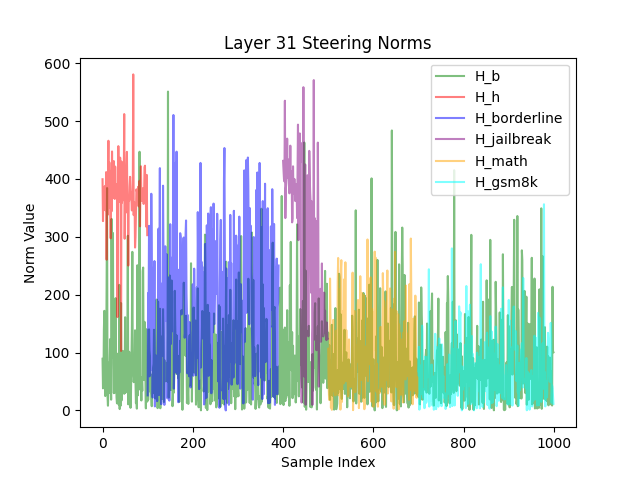 Layer 31 Steering Norms
600
500
400
300
200
100
0
Norm Value
H_b
H_h
H_borderline
H_jailbreak
H_math
H_gsm8k
0 200 400 600 800 1000
Sample Index